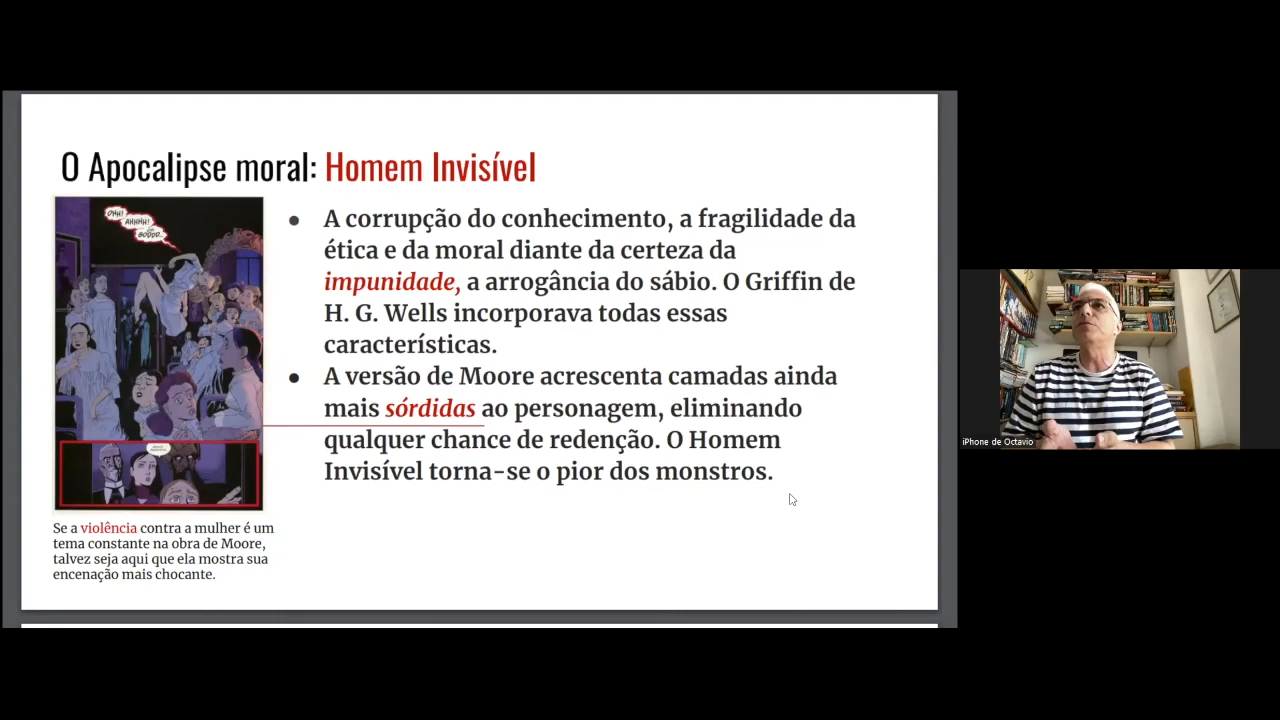 O Apocalipse moral: Homem Invisível
OHH!
AHHHH!
OH
GODDD...
● A corrupção do conhecimento, a fragilidade da
ética e da moral diante da certeza da
impunidade, a arrogância do sábio. O Griffin de
H. G. Wells incorporava todas essas
características.
● A versão de Moore acrescenta camadas ainda
mais sórdidas ao personagem, eliminando
qualquer chance de redenção. O Homem
Invisível torna-se o pior dos monstros.
Se a violência contra a mulher é um
tema constante na obra de Moore,
talvez seja aqui que ela mostra sua
encenação mais chocante.
iPhone de Octavio